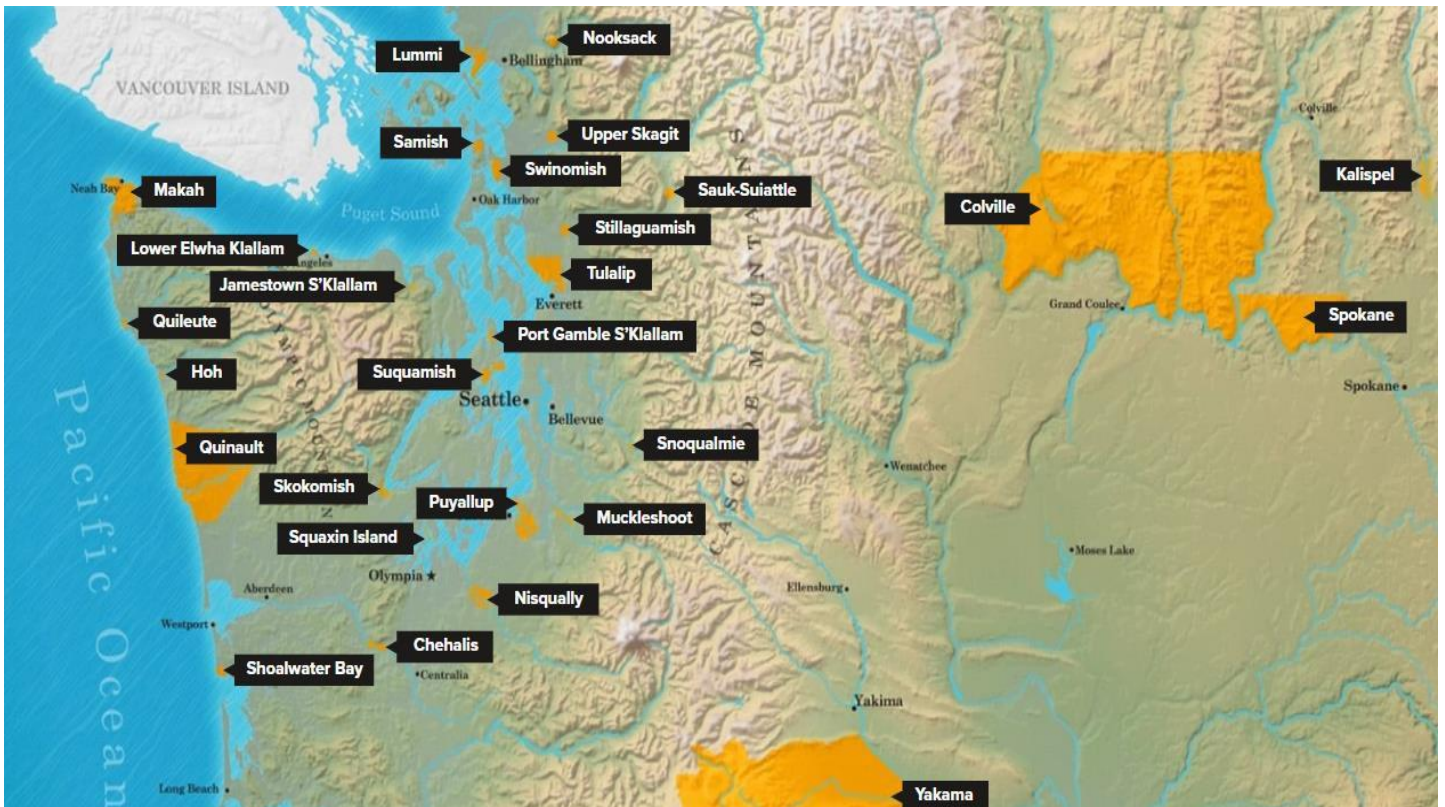 Nooksack
Lummi
Bellingham
VANCOUVER ISLAND
Colville
Upper Skagit
Samish
Swinomish
Kalispel
Neah Bay
Makah
Sauk-Suiattle
Oak Harbor
Colville
Puget Sound
Stillaguamish
Lower Elwha Klallam
Angeles
Tulalip
Jamestown S'Klallam
Everett
Grand Coulee
Spokane
Quileute
Port Gamble S'Klallam
Hoh
Suquamish
Spokane
Seattle
Bellevue
Quinault
Snoqualmie
Wenatchee
Skokomish
Puyallup
Muckleshoot
Squaxin Island
Moses Lake
Olympia
Aberdeen
Ellensburg
Nisqually
Westport
Chehalis
Shoalwater Bay
Centralia
Yakima
Long Beach
Yakama
Pacific Ocean
CASCADE MOUNTAINS